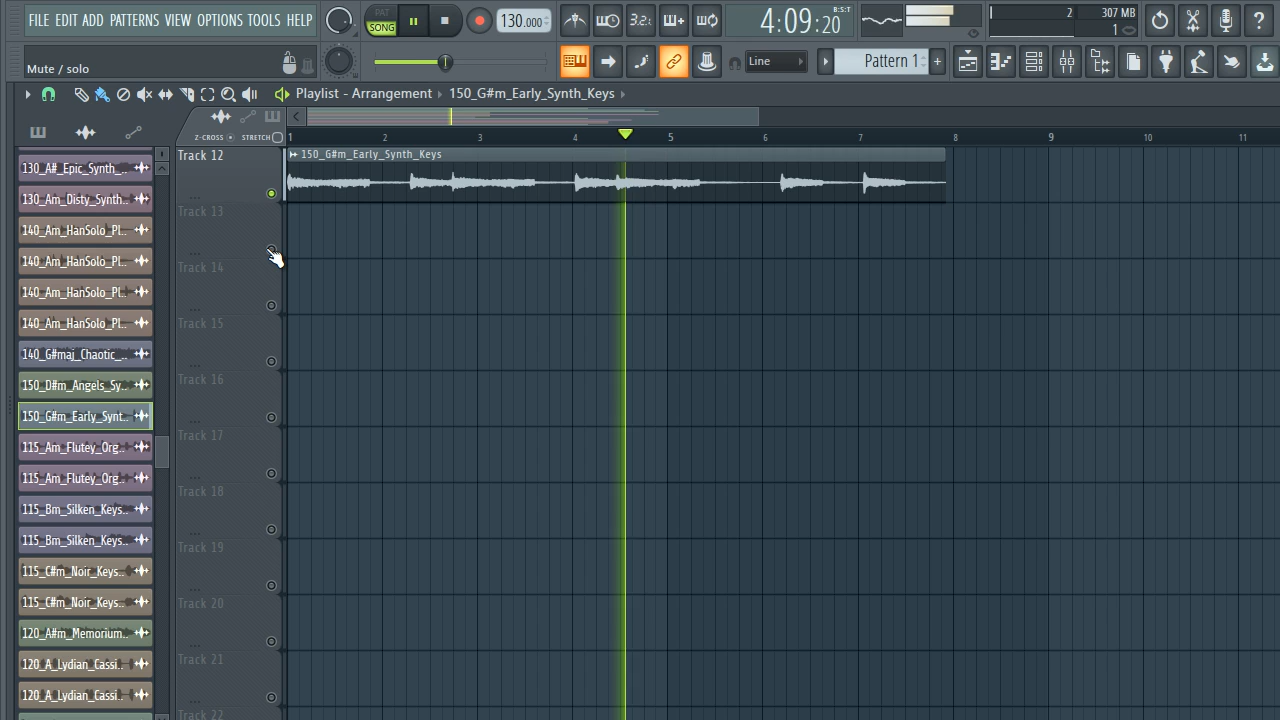 FILE EDIT ADD PATTERNS VIEW OPTIONS TOOLS HELP
PAT
SONG
130.000
3.2..
4:09:20
B:S:T
2
307 MB
1
Mute / solo
Line
Pattern 1
+
Playlist - Arrangement › 150_G#m_Early_Synth_Keys ›
Z-CROSS
STRETCH
1 2 3 4 5 6 7 8 9 10 11
130_A#_Epic_Synth_..
130_Am_Disty_Synth..
140_Am_HanSolo_Pl..
140_Am_HanSolo_Pl..
140_Am_HanSolo_Pl..
140_Am_HanSolo_Pl..
140_G#maj_Chaotic_..
150_D#m_Angels_Sy..
150_G#m_Early_Synt..
115_Am_Flutey_Org..
115_Am_Flutey_Org..
115_Bm_Silken_Keys..
115_Bm_Silken_Keys..
115_C#m_Noir_Keys..
115_C#m_Noir_Keys..
120_A#m_Memorium..
120_A_Lydian_Cassi..
120_A_Lydian_Cassi..
Track 12
150_G#m_Early_Synth_Keys
Track 13
Track 14
Track 15
Track 16
Track 17
Track 18
Track 19
Track 20
Track 21
Track 22